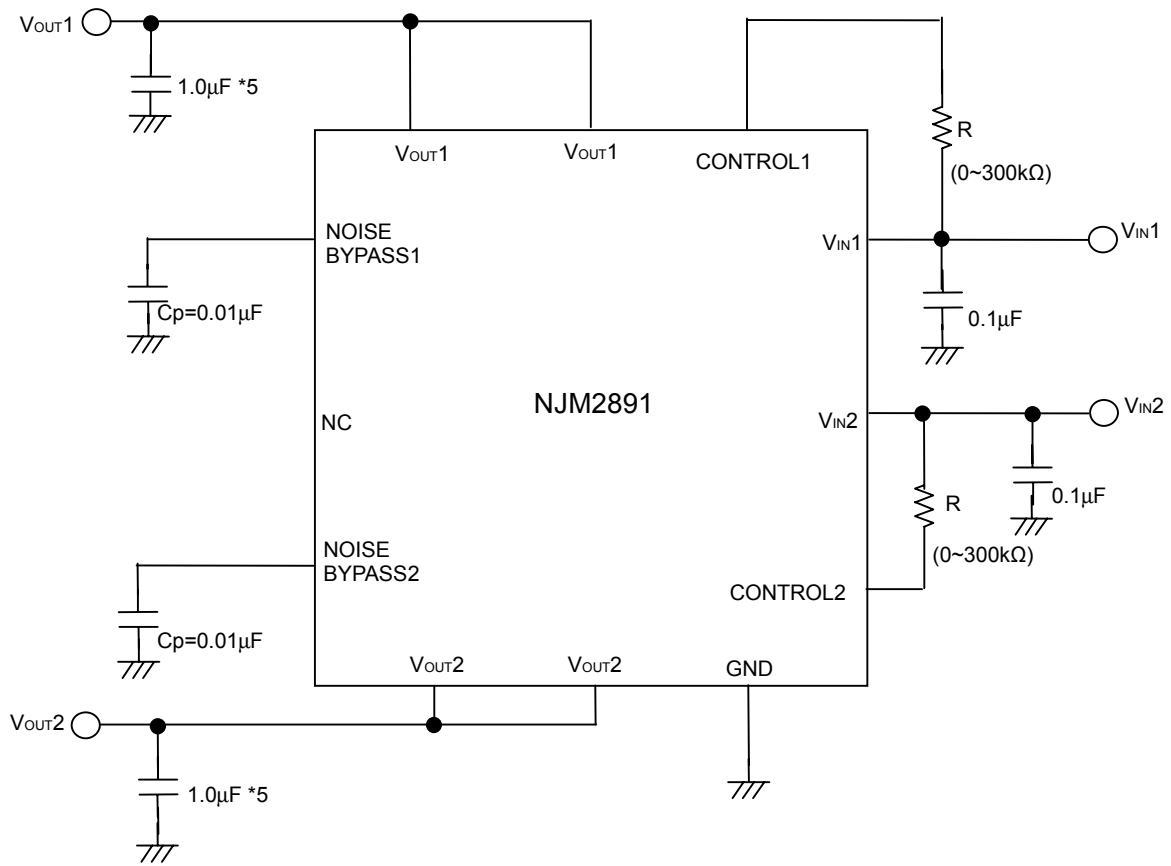 VOUT1
1.0μF *5
R
(0~300kΩ)
VOUT1
VOUT1
CONTROL1
NOISE
BYPASS1
VIN1
VIN1
Cp=0.01μF
0.1μF
NJM2891
NC
VIN2
VIN2
R
0.1μF
(0~300kΩ)
NOISE
BYPASS2
CONTROL2
Cp=0.01μF
VOUT2
VOUT2
GND
VOUT2
1.0μF *5